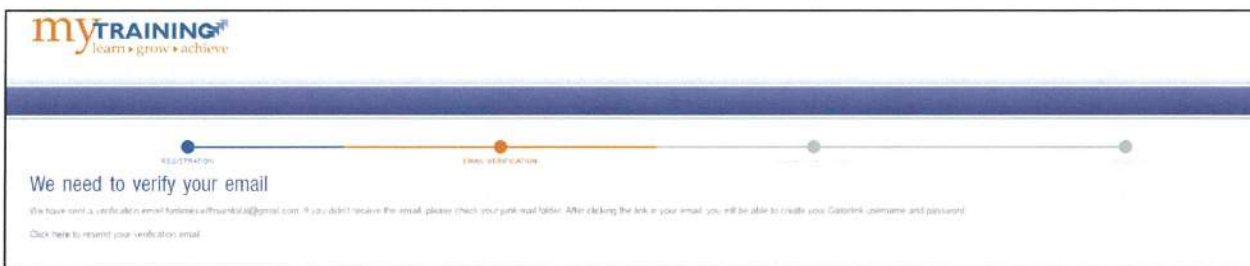 myTRAINING
learn ▸ grow ▸ achieve
REGISTRATION
EMAIL VERIFICATION
We need to verify your email
We have sent a verification email If you didn't receive the email, please check your junk mail folder. After clicking the link in your email, you will be able to create your Gatorlink username and password
Click here to resend your verification email